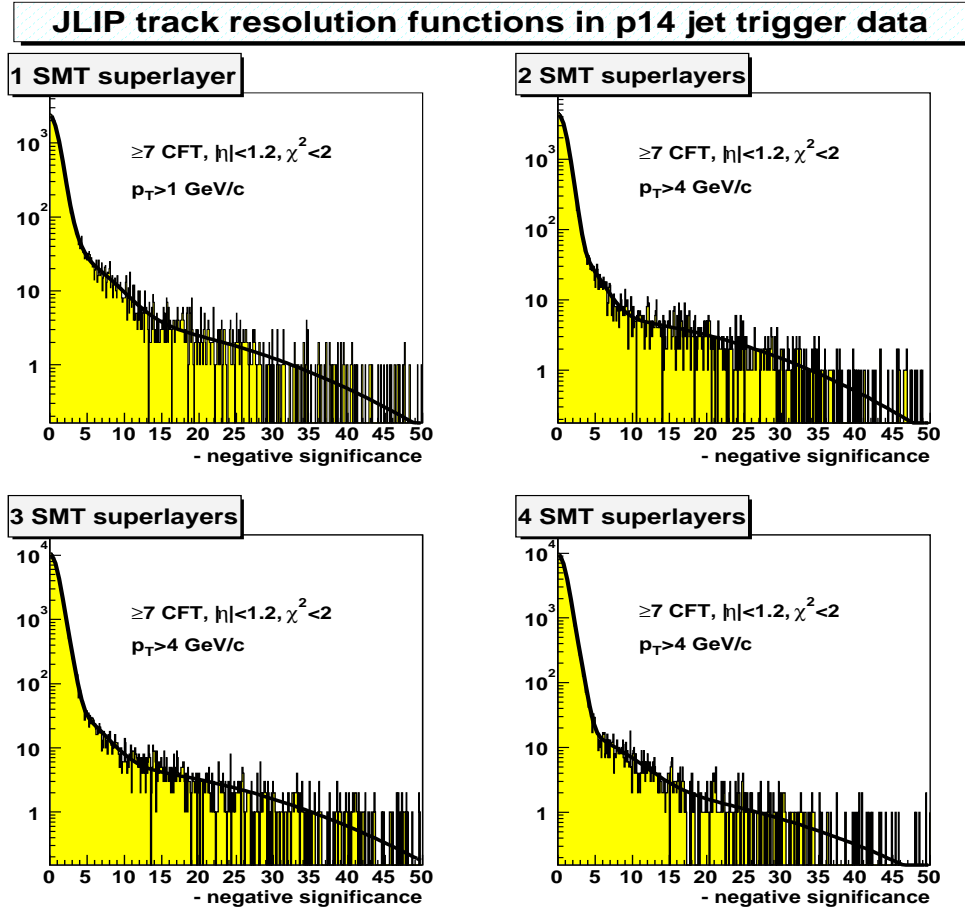 JLIP track resolution functions in p14 jet trigger data
1 SMT superlayer
≥7 CFT, |η|<1.2, χ²<2
p_T>1 GeV/c
10³
10²
10
1
0 5 10 15 20 25 30 35 40 45 50
- negative significance
2 SMT superlayers
≥7 CFT, |η|<1.2, χ²<2
p_T>4 GeV/c
10³
10²
10
1
0 5 10 15 20 25 30 35 40 45 50
- negative significance
3 SMT superlayers
≥7 CFT, |η|<1.2, χ²<2
p_T>4 GeV/c
10⁴
10³
10²
10
1
0 5 10 15 20 25 30 35 40 45 50
- negative significance
4 SMT superlayers
≥7 CFT, |η|<1.2, χ²<2
p_T>4 GeV/c
10⁴
10³
10²
10
1
0 5 10 15 20 25 30 35 40 45 50
- negative significance